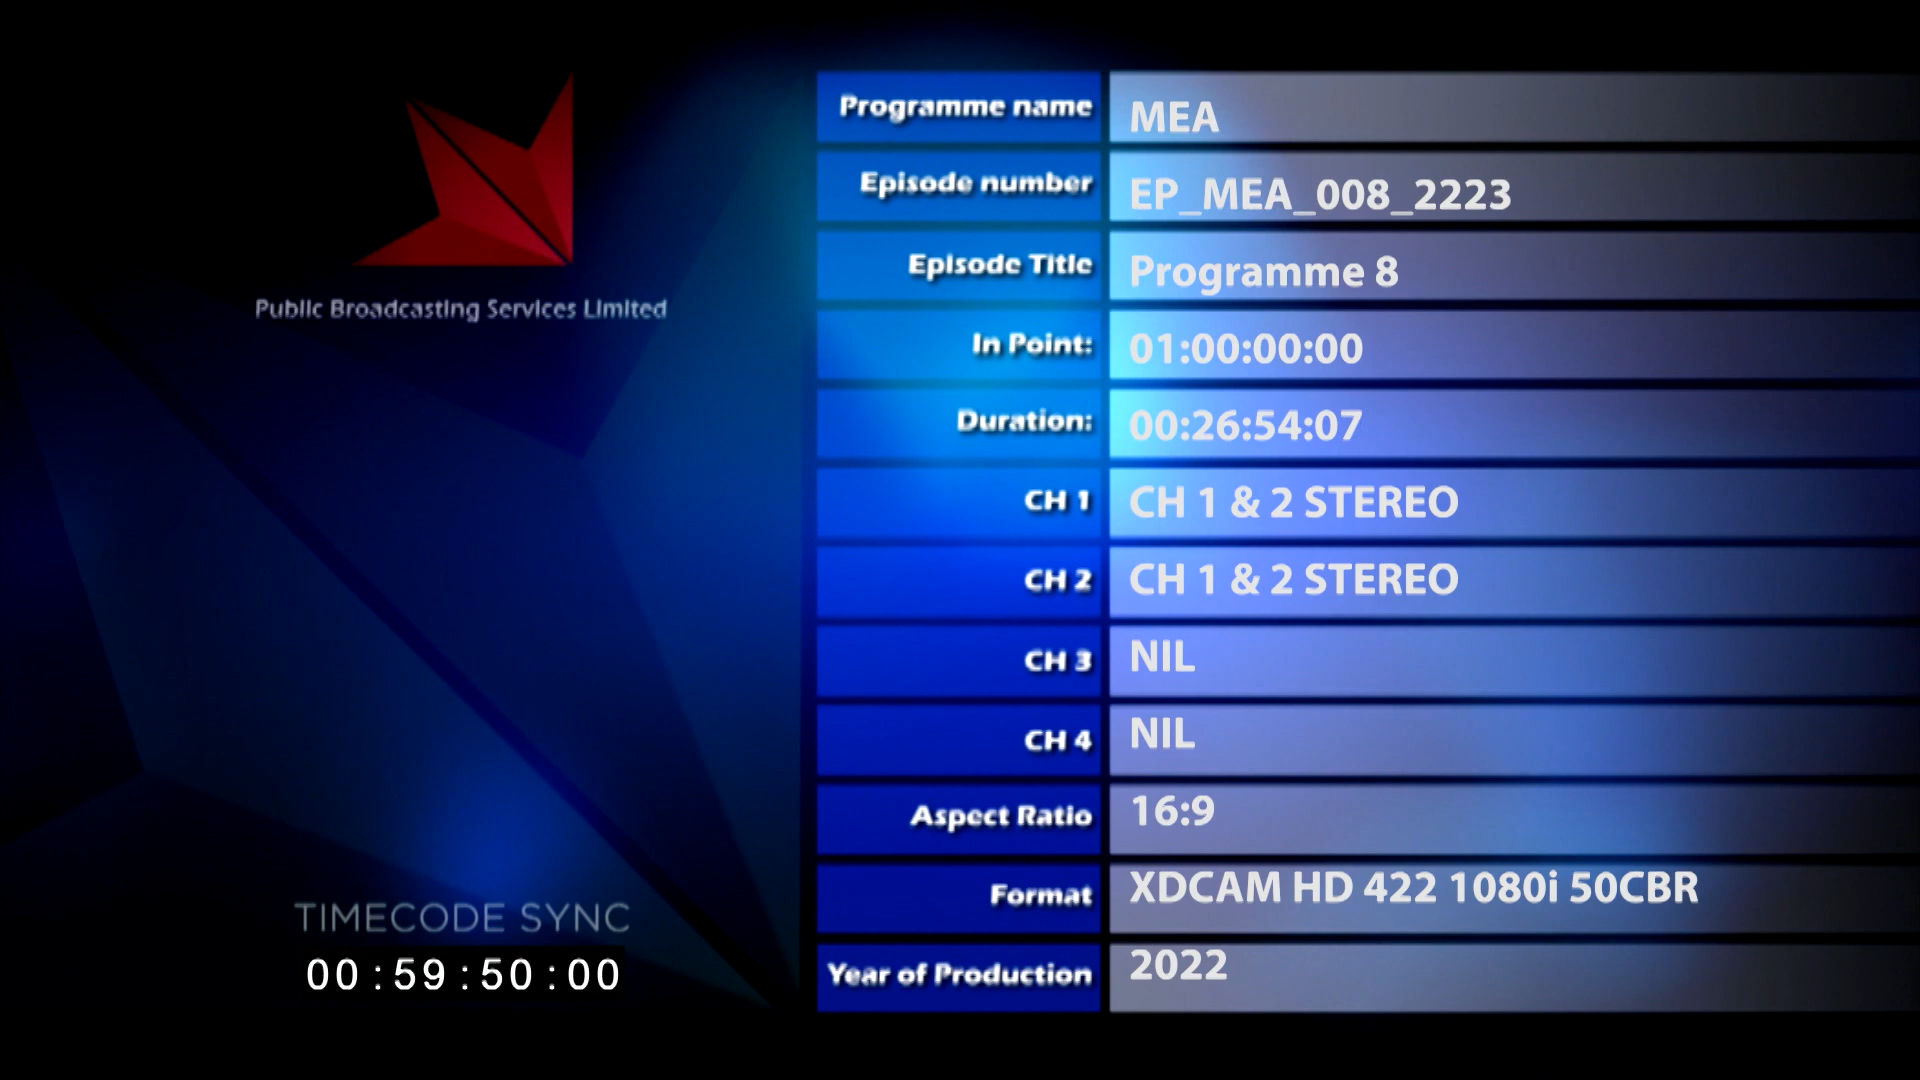 Public Broadcasting Services Limited
TIMECODE SYNC
00:59:50:00
Programme name MEA
Episode number EP_MEA_008_2223
Episode Title Programme 8
In Point: 01:00:00:00
Duration: 00:26:54:07
CH 1 CH 1 & 2 STEREO
CH 2 CH 1 & 2 STEREO
CH 3 NIL
CH 4 NIL
Aspect Ratio 16:9
Format XDCAM HD 422 1080i 50CBR
Year of Production 2022